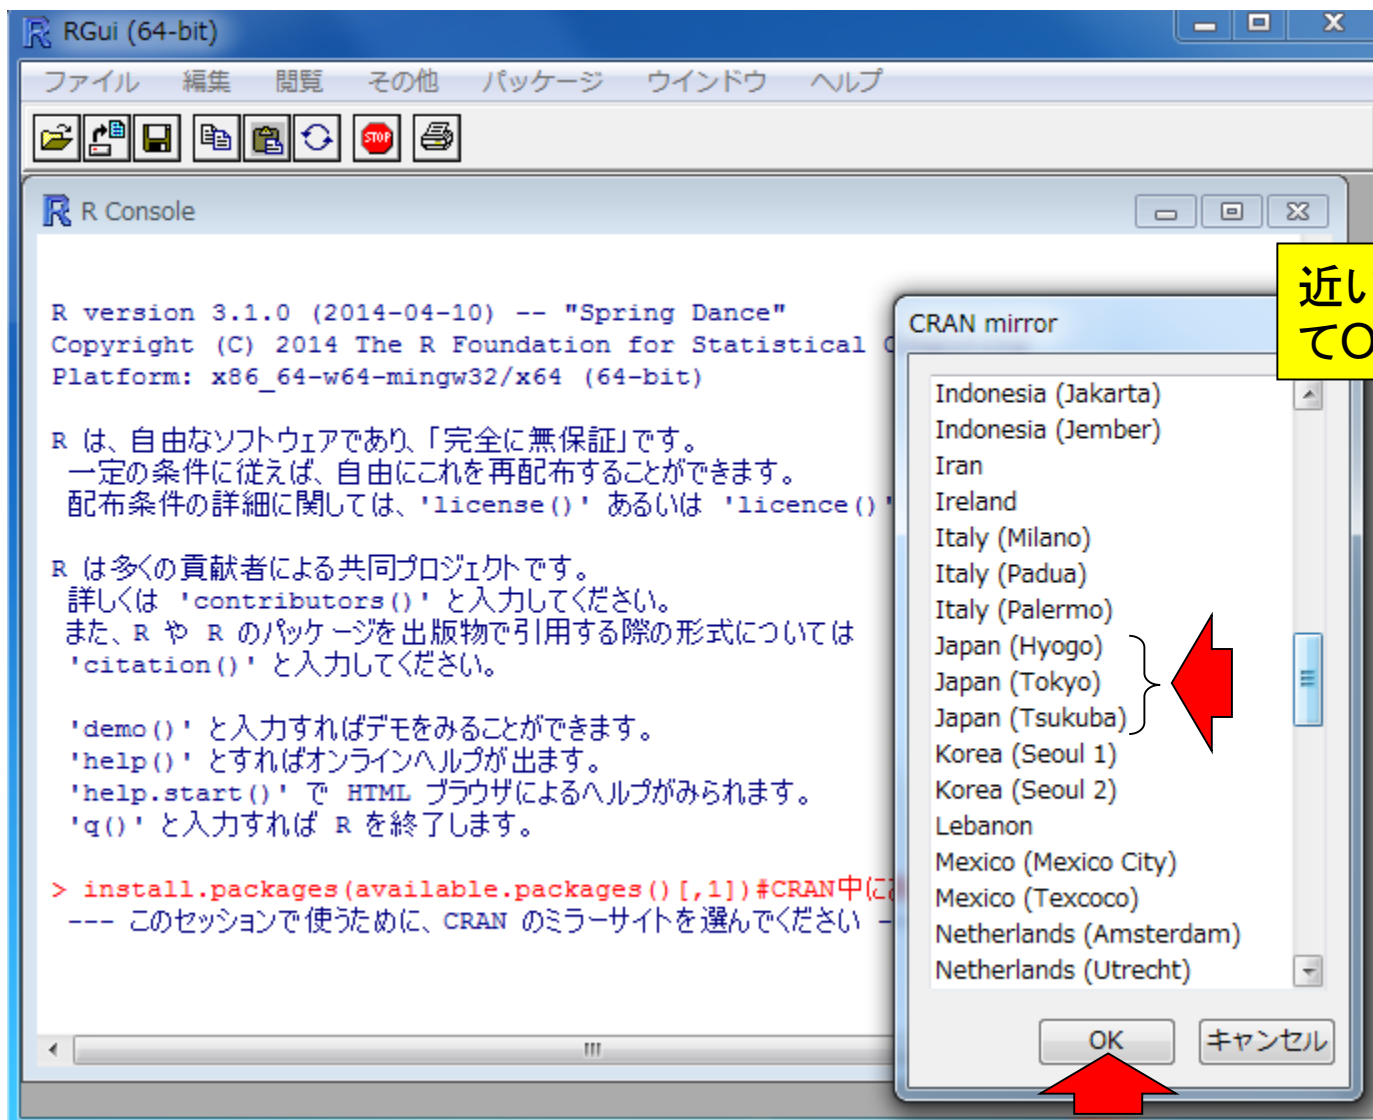 RGui (64-bit)
ファイル 編集 閲覧 その他 パッケージ ウインドウ ヘルプ
STOP
R Console
R version 3.1.0 (2014-04-10) -- "Spring Dance"
Copyright (C) 2014 The R Foundation for Statistical
Platform: x86_64-w64-mingw32/x64 (64-bit)
R は、自由なソフトウェアであり、「完全に無保証」です。
一定の条件に従えば、自由にこれを再配布することができます。
配布条件の詳細に関しては、'license()' あるいは 'licence()'
R は多くの貢献者による共同プロジェクトです。
詳しくは 'contributors()' と入力してください。
また、R や R のパッケージを出版物で引用する際の形式については
'citation()' と入力してください。
'demo()' と入力すればデモをみることができます。
'help()' とすればオンラインヘルプが出ます。
'help.start()' で HTML ブラウザによるヘルプがみられます。
'q()' と入力すれば R を終了します。
> install.packages(available.packages()[,1])#CRAN中に
--- このセッションで使うために、CRAN のミラーサイトを選んでください -
近い
てO
CRAN mirror
Indonesia (Jakarta)
Indonesia (Jember)
Iran
Ireland
Italy (Milano)
Italy (Padua)
Italy (Palermo)
Japan (Hyogo)
Japan (Tokyo)
Japan (Tsukuba)
Korea (Seoul 1)
Korea (Seoul 2)
Lebanon
Mexico (Mexico City)
Mexico (Texcoco)
Netherlands (Amsterdam)
Netherlands (Utrecht)
OK キャンセル